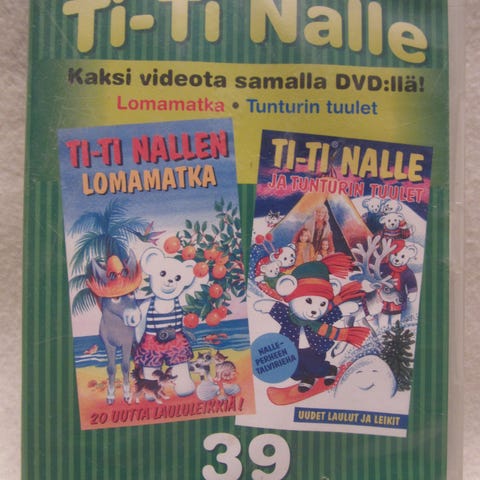 Ti-Ti Nalle
Kaksi videota samalla DVD:llä!
Lomamatka • Tunturin tuulet
TI-TI NALLEN
LOMAMATKA
20 UUTTA LAULULEIKKIÄ!
TI-TI® NALLE
JA TUNTURIN TUULET
NALLE-
PERHEEN
TALVIRIEHA
UUDET LAULUT JA LEIKIT
39